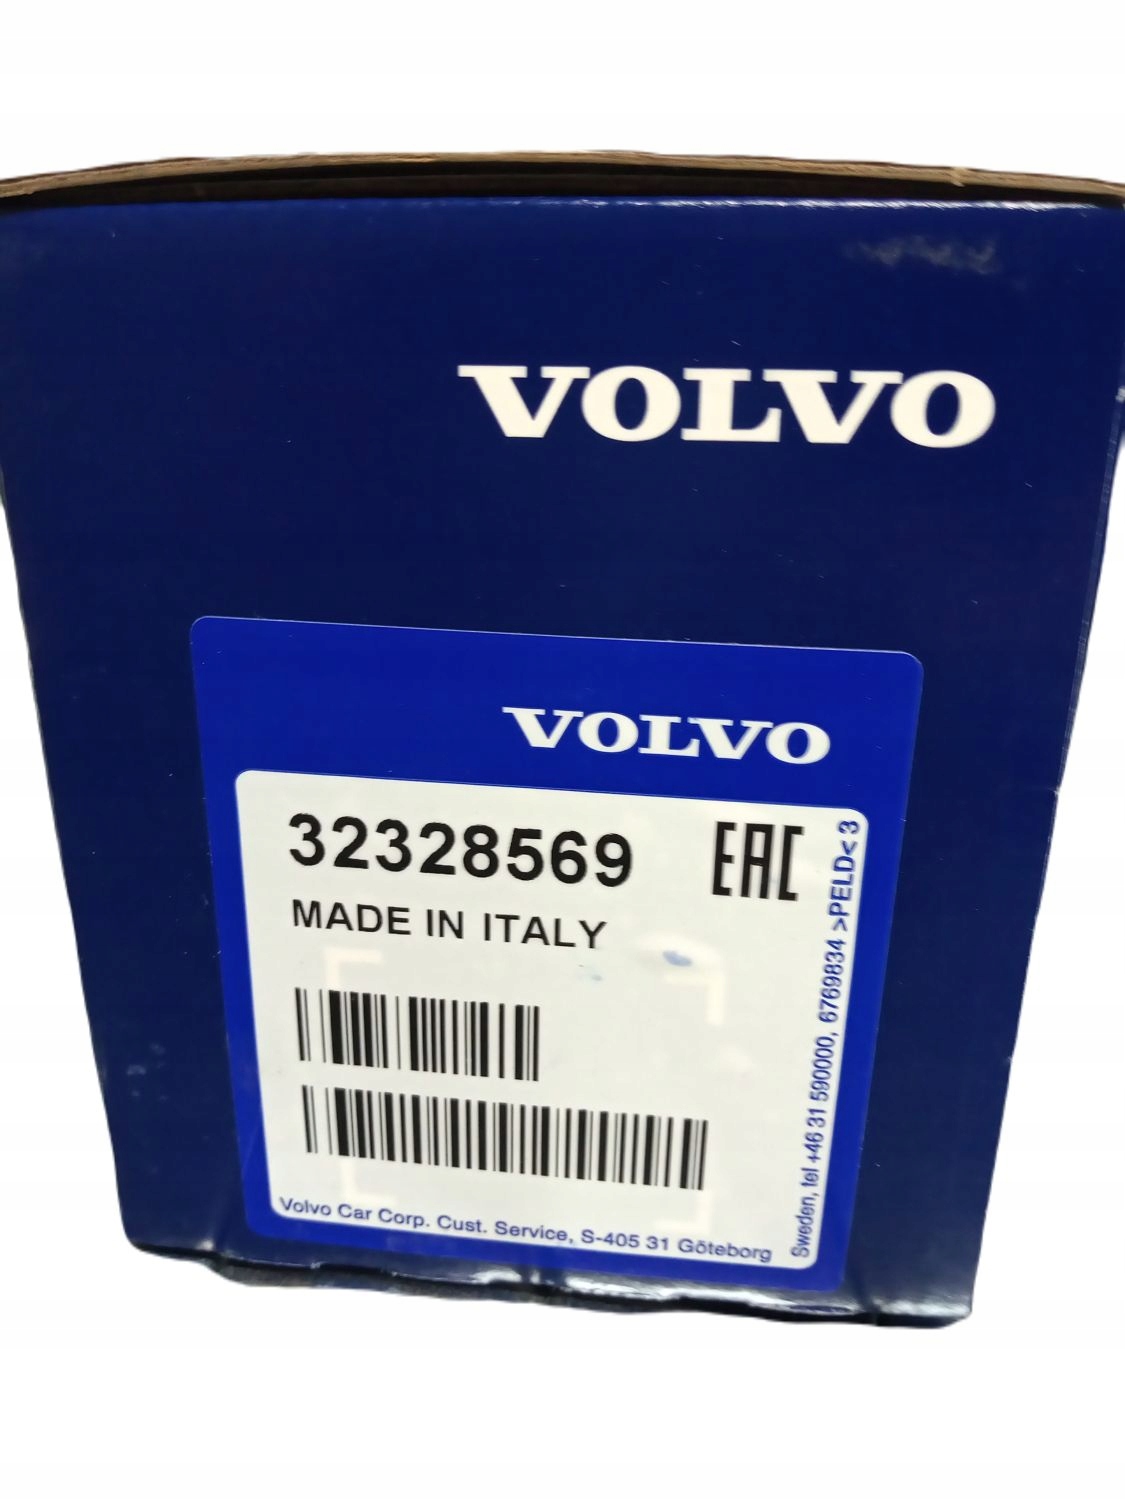 VOLVO
VOLVO
32328569
EAC
MADE IN ITALY
Volvo Car Corp. Cust. Service, S-405 31 Göteborg
Sweden, tel +46 31 590000, 6769834 >PELD< 3